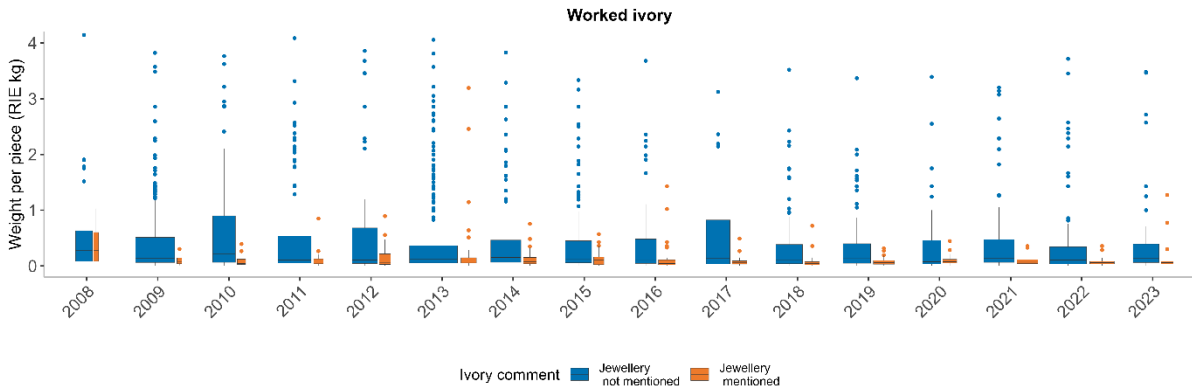 Worked ivory
Weight per piece (RIE kg)
4
3
2
1
0
2008 2009 2010 2011 2012 2013 2014 2015 2016 2017 2018 2019 2020 2021 2022 2023
Ivory comment Jewellery not mentioned Jewellery mentioned